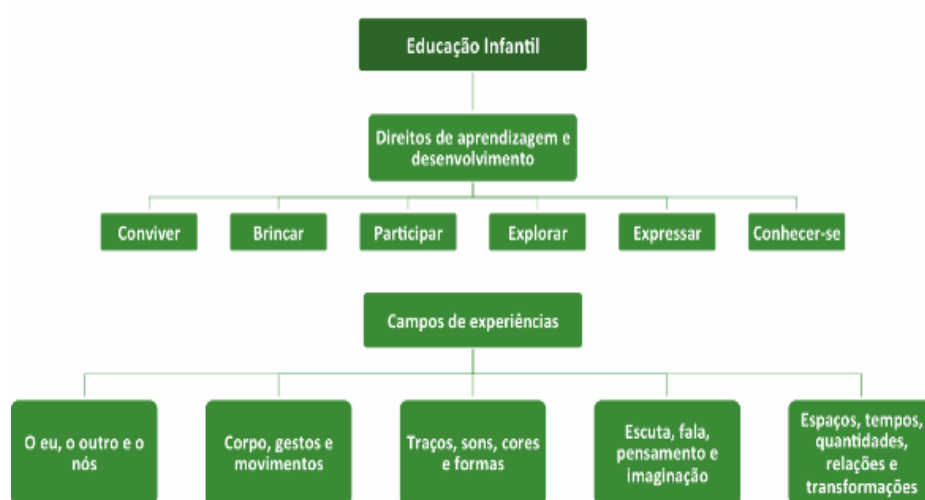 Educação Infantil
Direitos de aprendizagem e
desenvolvimento
Conviver
Brincar
Participar
Explorar
Expressar
Conhecer-se
Campos de experiências
O eu, o outro e o
nós
Corpo, gestos e
movimentos
Traços, sons, cores
e formas
Escuta, fala,
pensamento e
imaginação
Espaços, tempos,
quantidades,
relações e
transformações